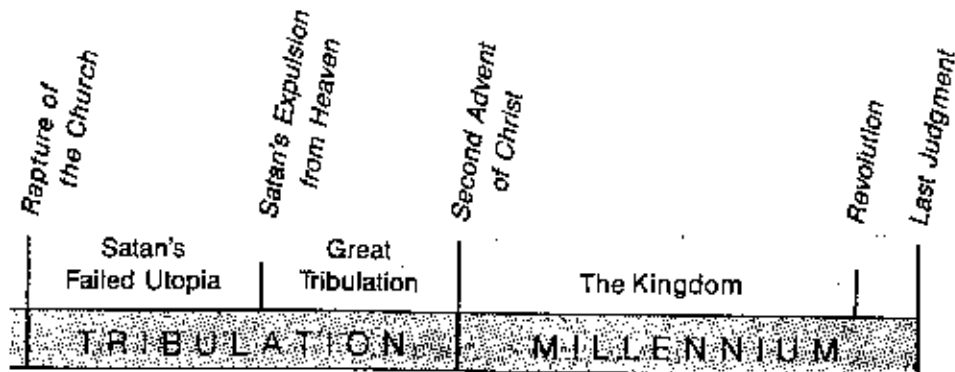 Rapture of
the Church
Satan's Expulsion
from Heaven
Second Advent
of Christ
Revolution
Last Judgment
Satan's
Failed Utopia
Great
Tribulation
The Kingdom
TRIBULATION
MILLENNIUM